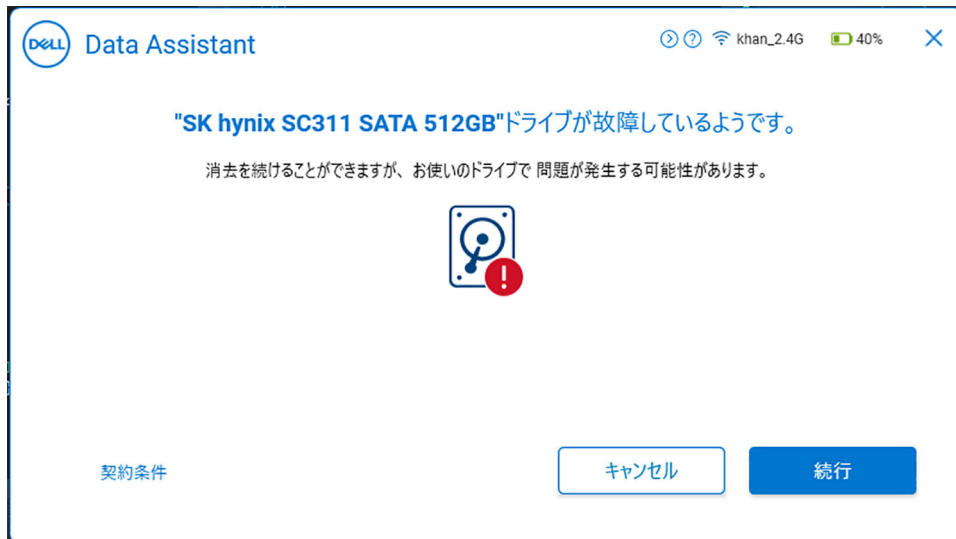 DELL Data Assistant khan_2.4G 40%
"SK hynix SC311 SATA 512GB"ドライブが故障しているようです。
消去を続けることができますが、お使いのドライブで 問題が発生する可能性があります。
契約条件 キャンセル 続行